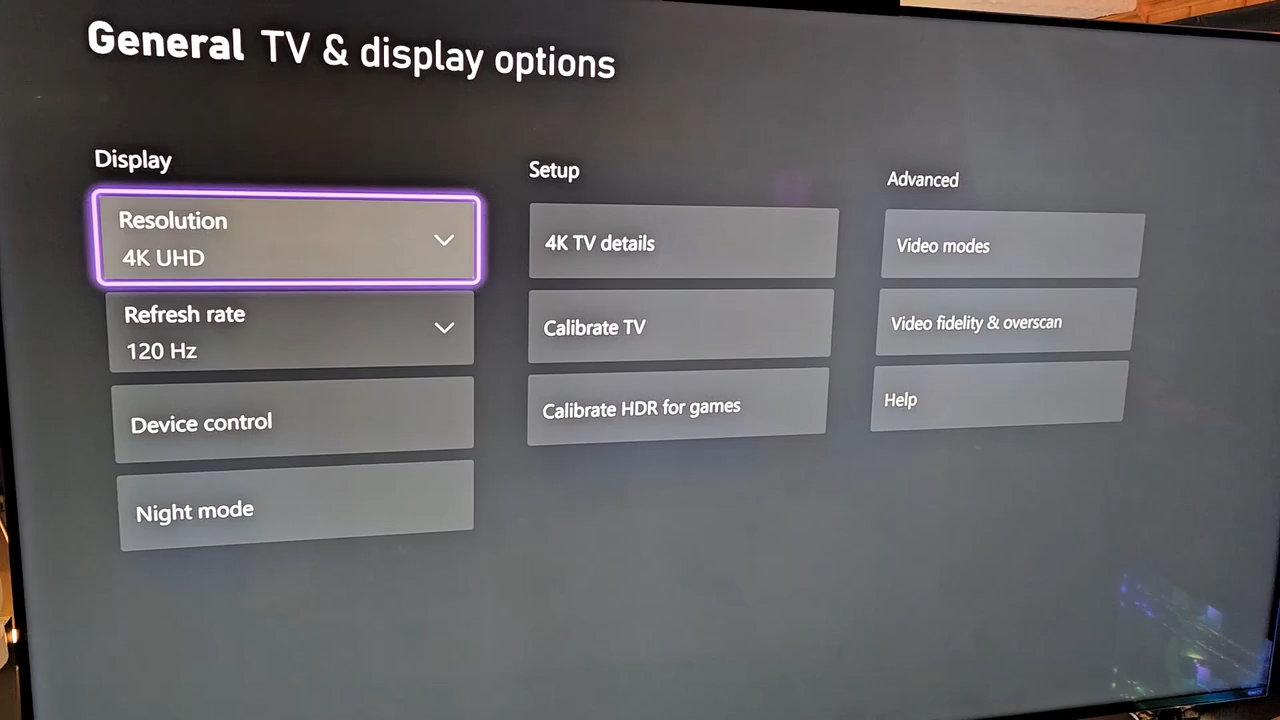 General TV & display options
Display
Resolution
4K UHD
Refresh rate
120 Hz
Device control
Night mode
Setup
4K TV details
Calibrate TV
Calibrate HDR for games
Advanced
Video modes
Video fidelity & overscan
Help